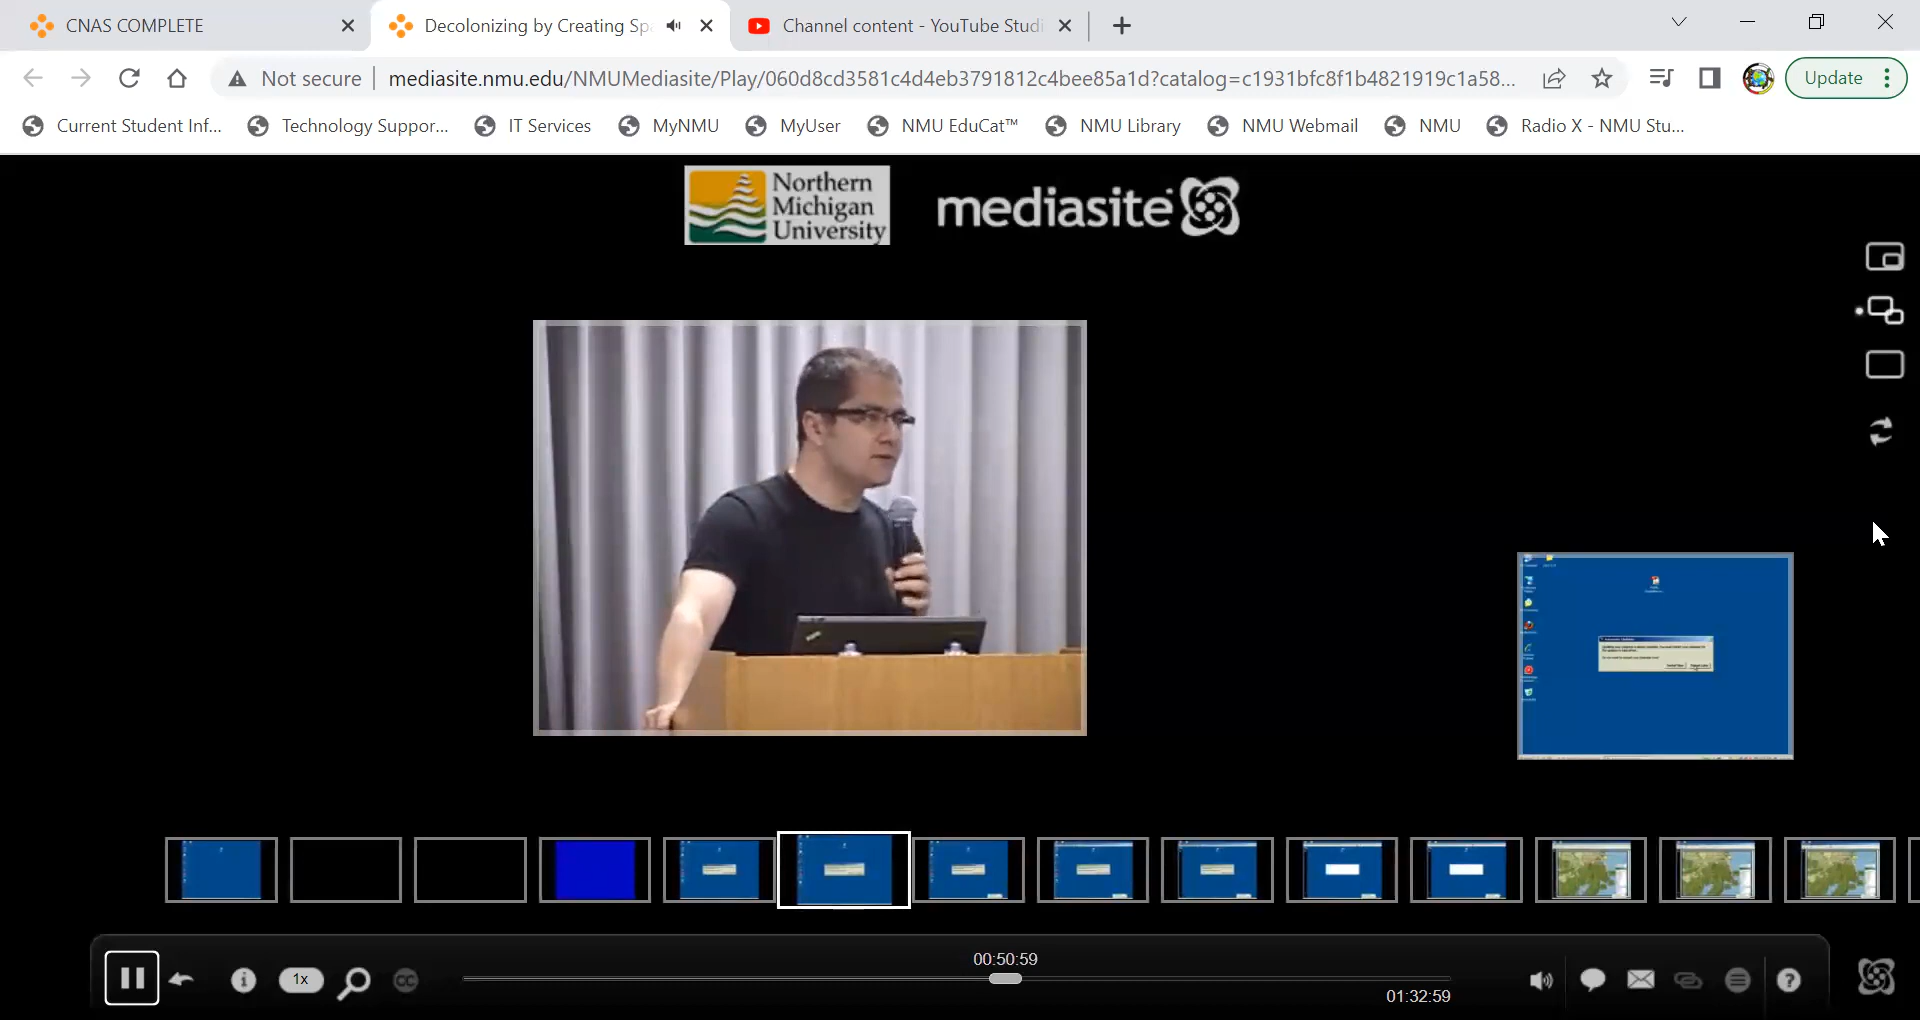 CNAS COMPLETE
Decolonizing by Creating Sp
Channel content - YouTube Studi
Not secure
mediasite.nmu.edu/NMUMediasite/Play/060d8cd3581c4d4eb3791812c4bee85a1d?catalog=c1931bfc8f1b4821919c1a58...
Update
Current Student Inf...
Technology Suppor...
IT Services
MyNMU
MyUser
NMU EduCat™
NMU Library
NMU Webmail
NMU
Radio X - NMU Stu...
Northern
Michigan
University
mediasite
00:50:59
1x
CC
01:32:59